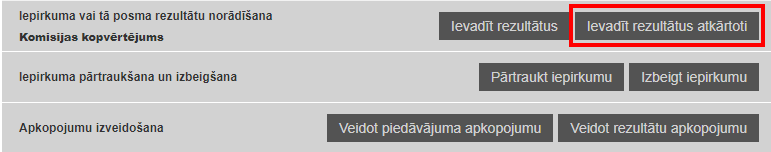 Iepirkuma vai tā posma rezultātu norādīšana
Komisijas kopvērtējums
Ievadīt rezultātus
Ievadīt rezultātus atkārtoti
Iepirkuma pārtraukšana un izbeigšana
Pārtraukt iepirkumu
Izbeigt iepirkumu
Apkopojumu izveidošana
Veidot piedāvājuma apkopojumu
Veidot rezultātu apkopojumu